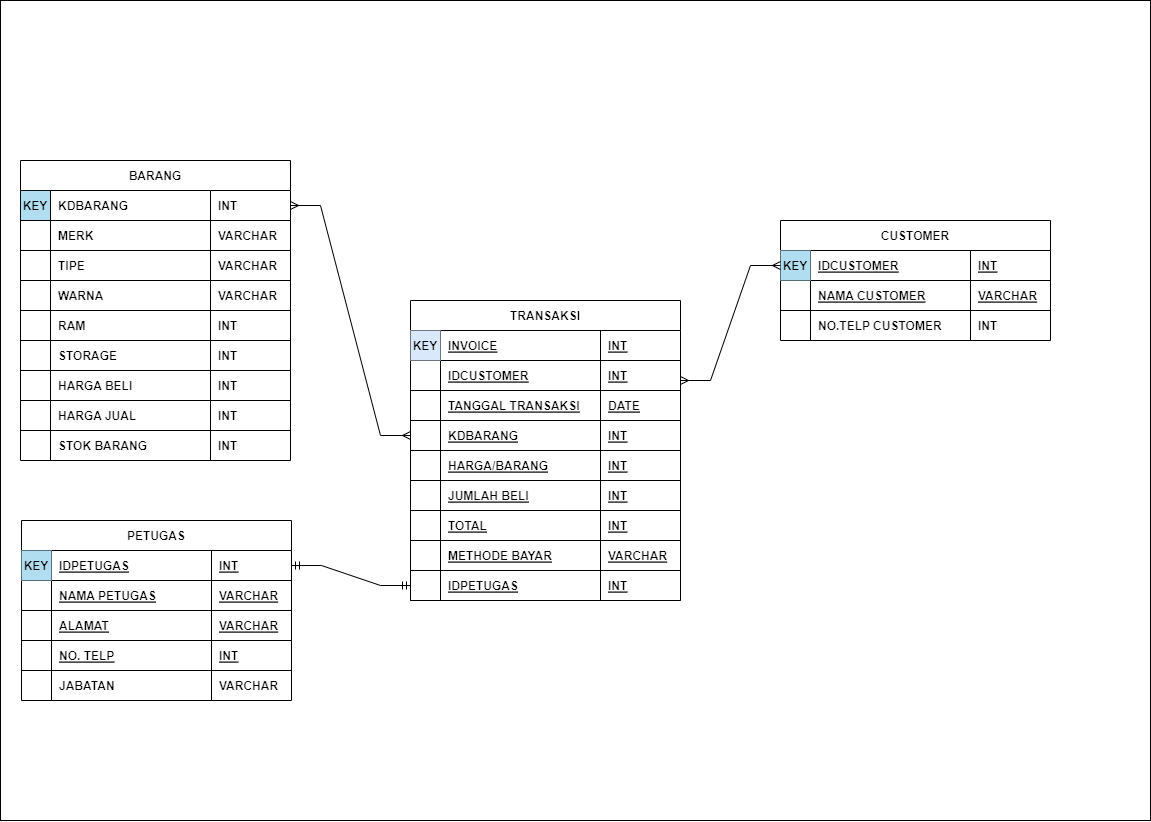 BARANG
KEY KDBARANG INT
MERK VARCHAR
TIPE VARCHAR
WARNA VARCHAR
RAM INT
STORAGE INT
HARGA BELI INT
HARGA JUAL INT
STOK BARANG INT
PETUGAS
KEY IDPETUGAS INT
NAMA PETUGAS VARCHAR
ALAMAT VARCHAR
NO. TELP INT
JABATAN VARCHAR
TRANSAKSI
KEY INVOICE INT
IDCUSTOMER INT
TANGGAL TRANSAKSI DATE
KDBARANG INT
HARGA/BARANG INT
JUMLAH BELI INT
TOTAL INT
METHODE BAYAR VARCHAR
IDPETUGAS INT
CUSTOMER
KEY IDCUSTOMER INT
NAMA CUSTOMER VARCHAR
NO.TELP CUSTOMER INT